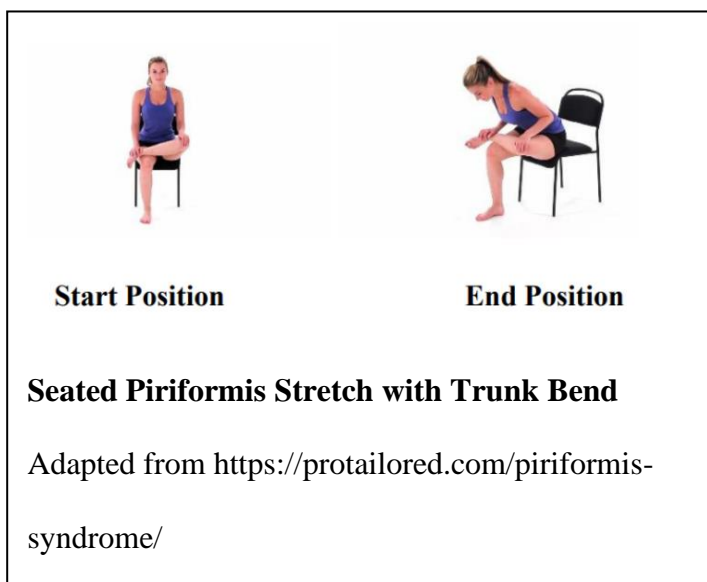 Start Position
End Position
Seated Piriformis Stretch with Trunk Bend
Adapted from https://protailored.com/piriformis-
syndrome/